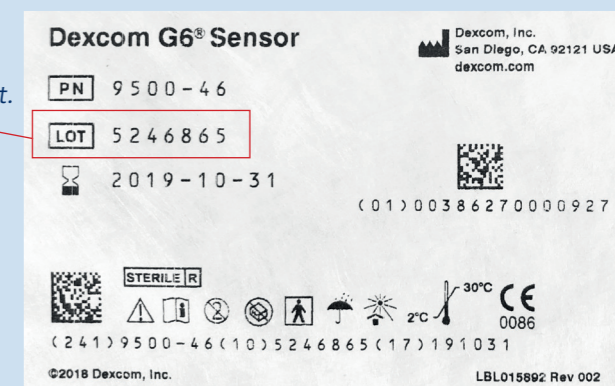 Dexcom G6® Sensor
Dexcom, Inc.
San Diego, CA 92121 USA
dexcom.com
PN 9500-46
t.
LOT 5246865
2019-10-31
(01)00386270000927
STERILE R
2°C 30°C
CE
0086
(241)9500-46(10)5246865(17)191031
©2018 Dexcom, Inc.
LBL015892 Rev 002